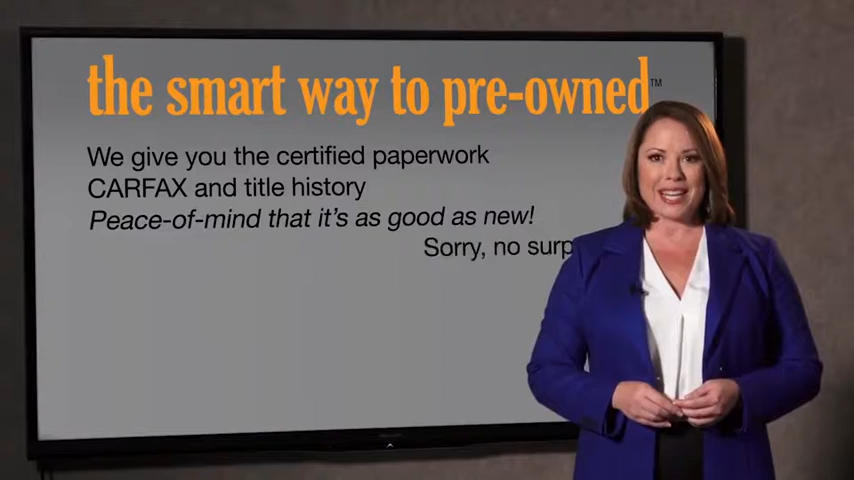 the smart way to pre-owned™
We give you the certified paperwork
CARFAX and title history
Peace-of-mind that it's as good as new!
Sorry, no